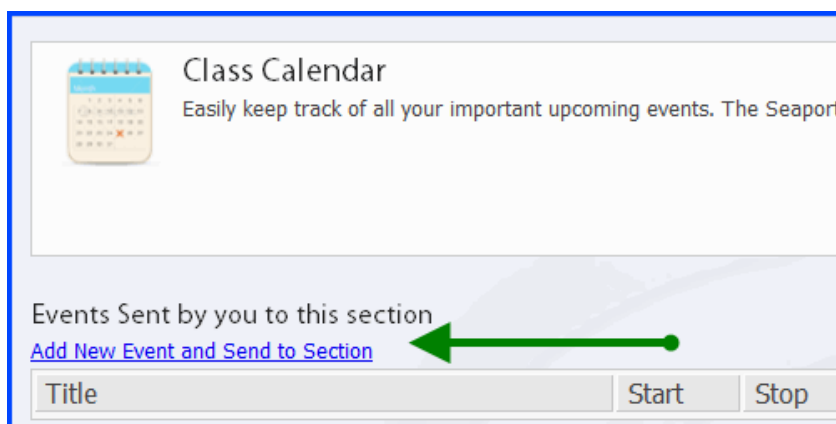 Class Calendar
Easily keep track of all your important upcoming events. The Seaport
March
Events Sent by you to this section
Add New Event and Send to Section
Title Start Stop